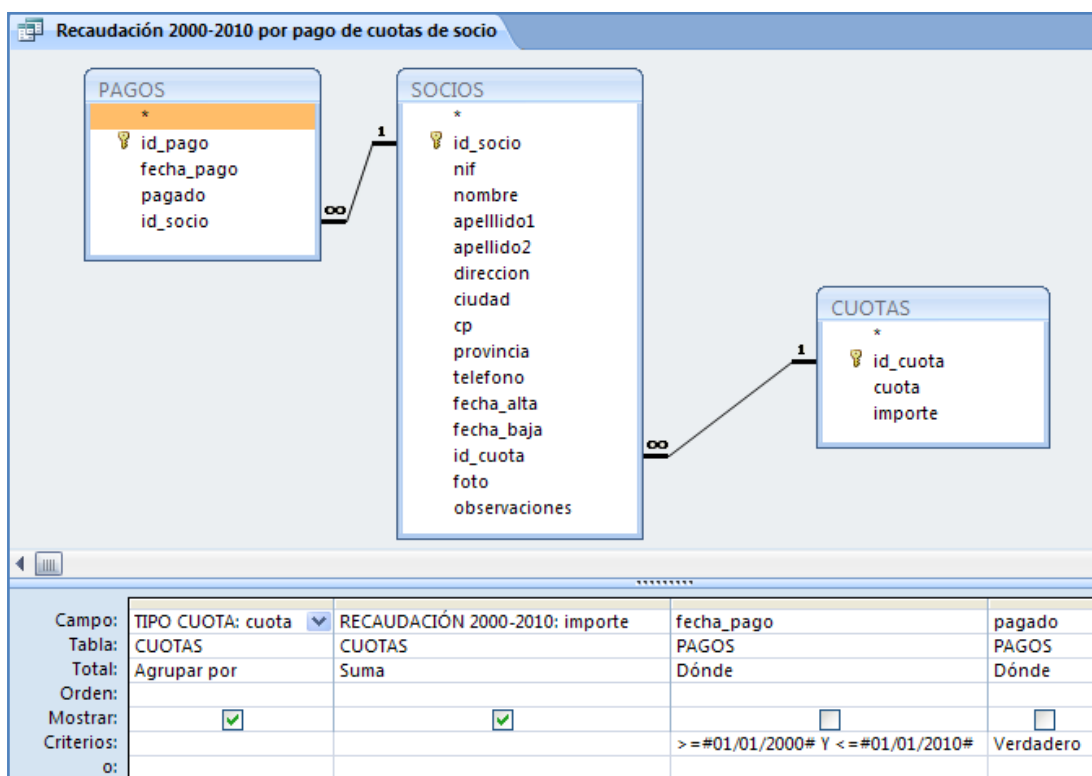 Recaudación 2000-2010 por pago de cuotas de socio
PAGOS
*
id_pago
fecha_pago
pagado
id_socio
∞
1
SOCIOS
*
id_socio
nif
nombre
apelllido1
apellido2
direccion
ciudad
cp
provincia
telefono
fecha_alta
fecha_baja
id_cuota
foto
observaciones
∞
1
CUOTAS
*
id_cuota
cuota
importe
Campo: TIPO CUOTA: cuota RECAUDACIÓN 2000-2010: importe fecha_pago pagado
Tabla: CUOTAS CUOTAS PAGOS PAGOS
Total: Agrupar por Suma Dónde Dónde
Orden:
Mostrar:
Criterios: >=#01/01/2000# Y <=#01/01/2010# Verdadero
o: